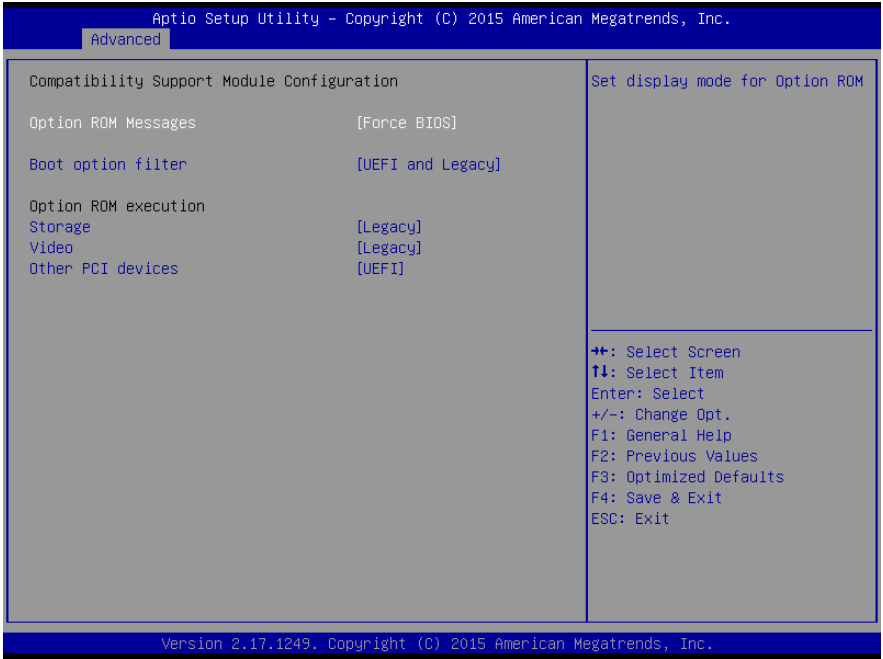 Aptio Setup Utility – Copyright (C) 2015 American Megatrends, Inc.
Advanced
Compatibility Support Module Configuration
Set display mode for Option ROM
Option ROM Messages [Force BIOS]
Boot option filter [UEFI and Legacy]
Option ROM execution
Storage [Legacy]
Video [Legacy]
Other PCI devices [UEFI]
→←: Select Screen
↑↓: Select Item
Enter: Select
+/-: Change Opt.
F1: General Help
F2: Previous Values
F3: Optimized Defaults
F4: Save & Exit
ESC: Exit
Version 2.17.1249. Copyright (C) 2015 American Megatrends, Inc.